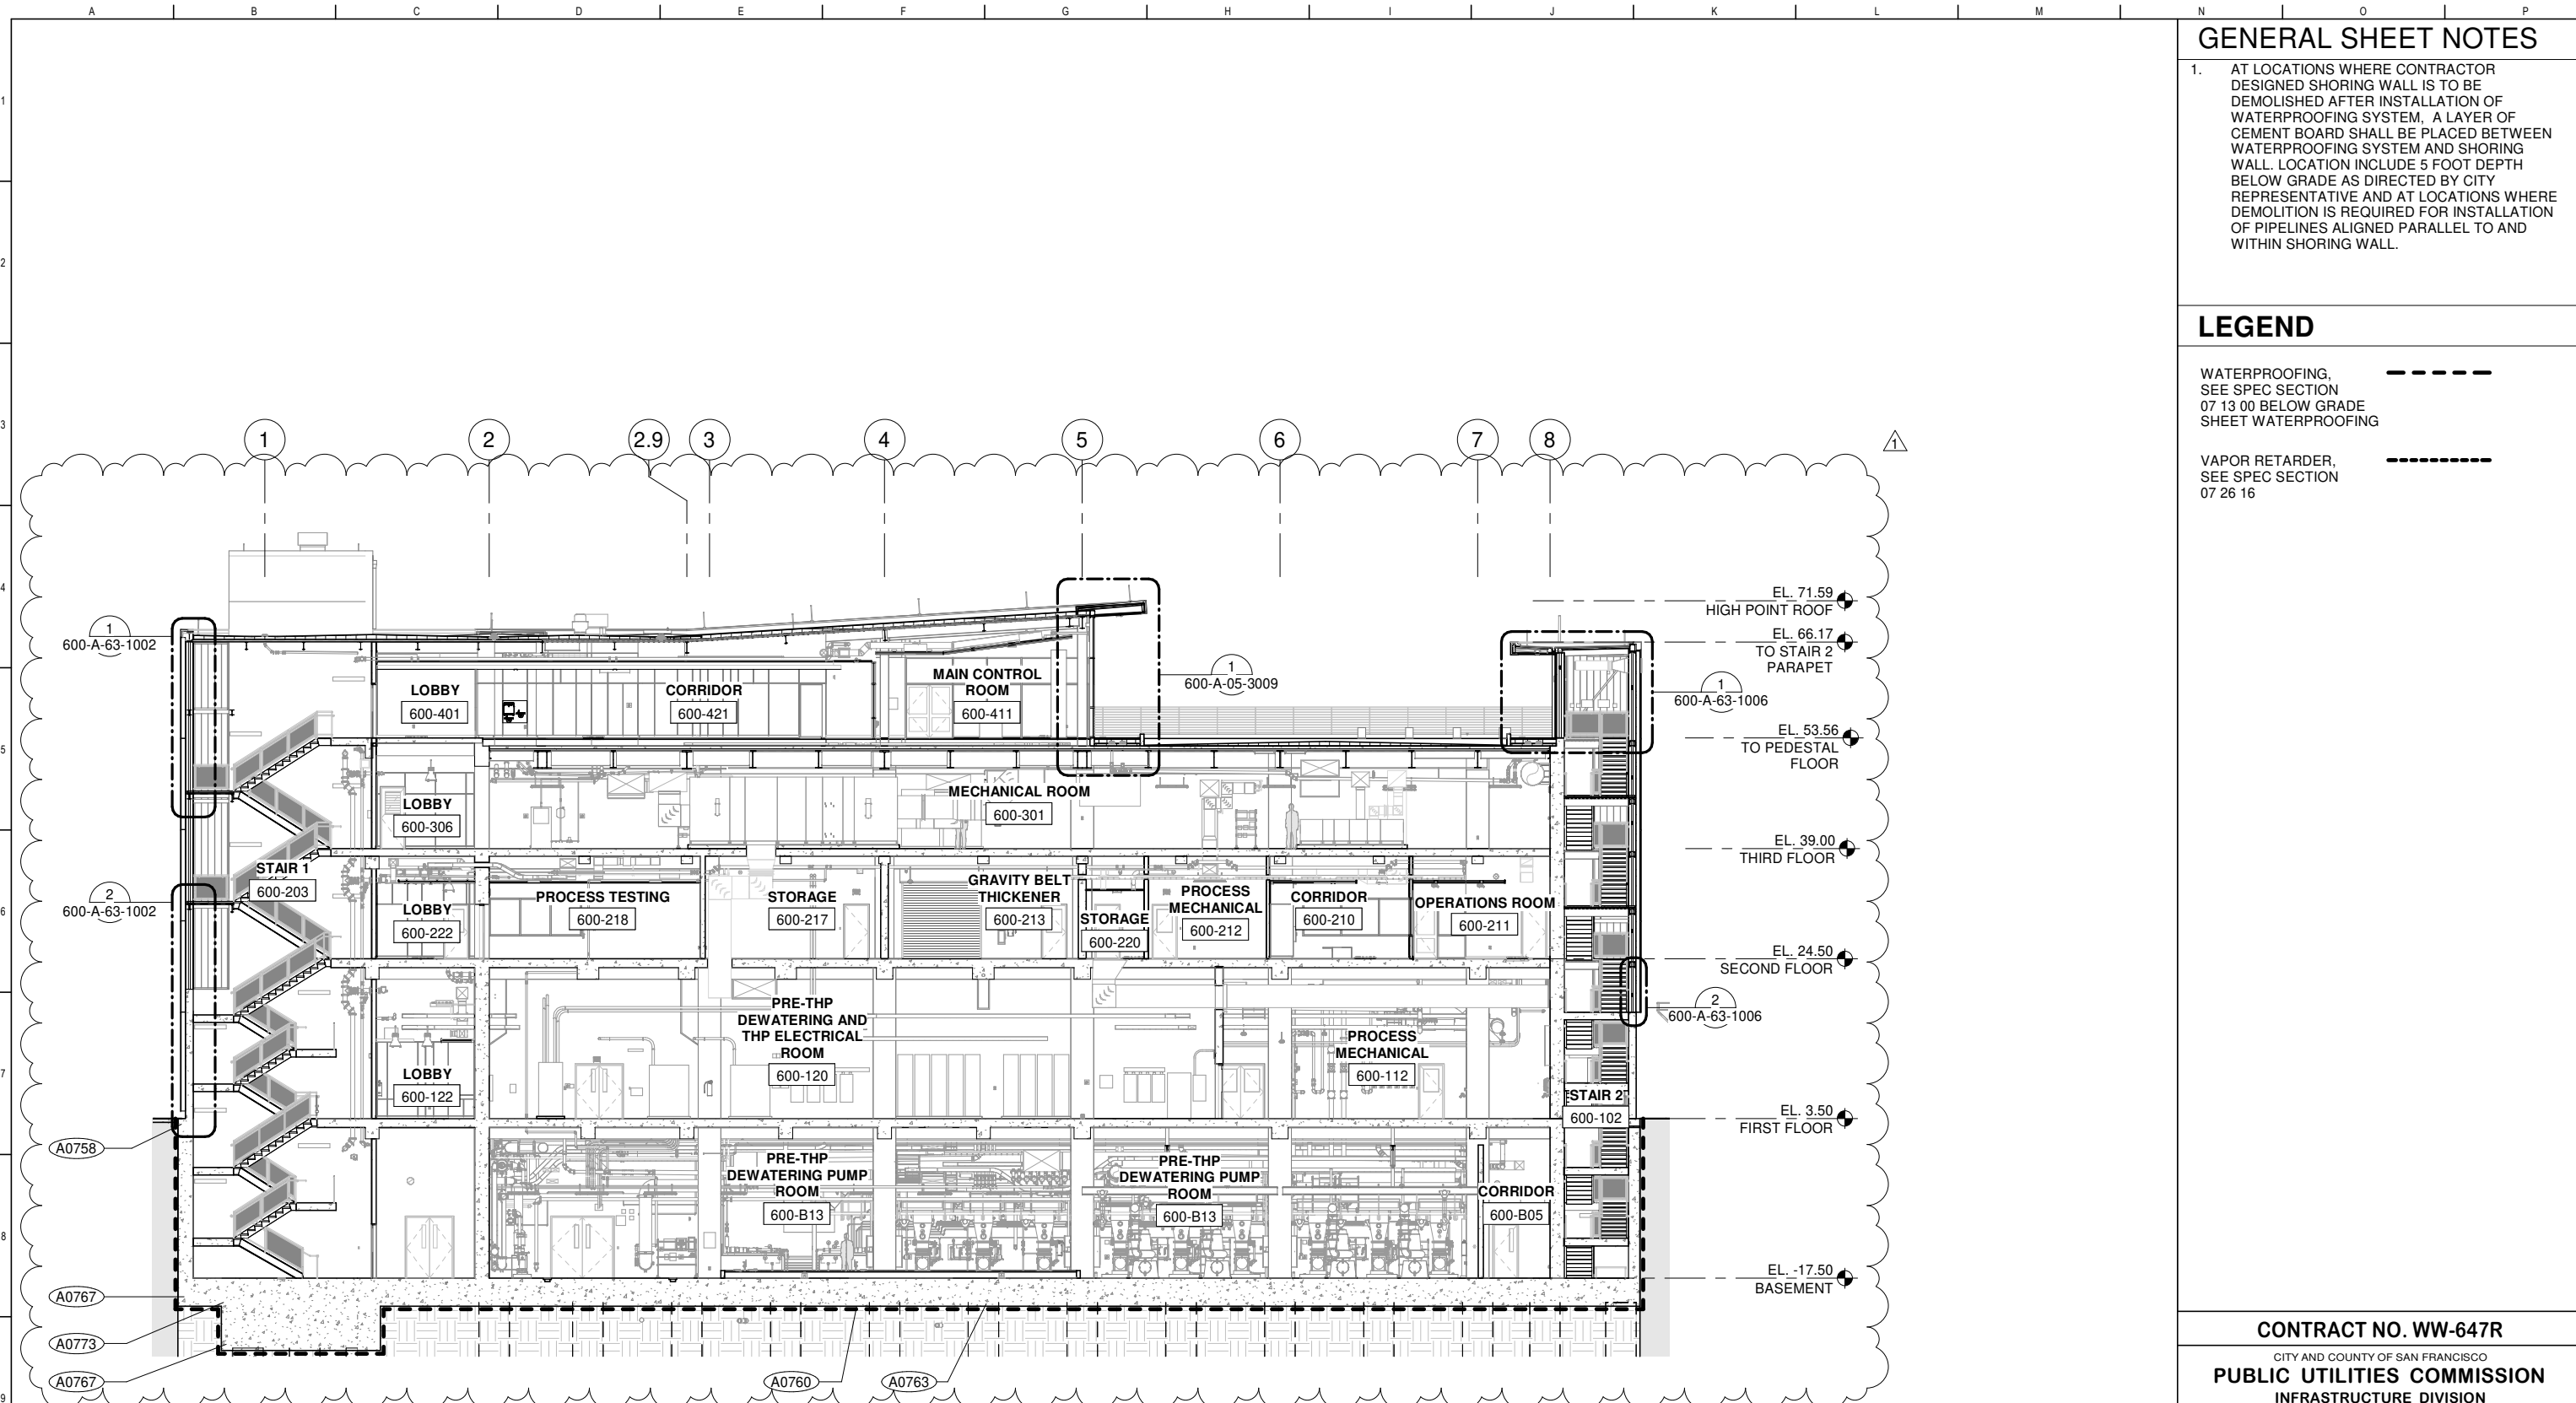 A B C D E F G H I J K L M N O P
1
2
3
4
5
6
7
8
9
GENERAL SHEET NOTES
1. AT LOCATIONS WHERE CONTRACTOR
DESIGNED SHORING WALL IS TO BE
DEMOLISHED AFTER INSTALLATION OF
WATERPROOFING SYSTEM, A LAYER OF
CEMENT BOARD SHALL BE PLACED BETWEEN
WATERPROOFING SYSTEM AND SHORING
WALL. LOCATION INCLUDE 5 FOOT DEPTH
BELOW GRADE AS DIRECTED BY CITY
REPRESENTATIVE AND AT LOCATIONS WHERE
DEMOLITION IS REQUIRED FOR INSTALLATION
OF PIPELINES ALIGNED PARALLEL TO AND
WITHIN SHORING WALL.
LEGEND
WATERPROOFING,
SEE SPEC SECTION
07 13 00 BELOW GRADE
SHEET WATERPROOFING
VAPOR RETARDER,
SEE SPEC SECTION
07 26 16
1 2 2.9 3 4 5 6 7 8
1
EL. 71.59
HIGH POINT ROOF
EL. 66.17
TO STAIR 2
PARAPET
EL. 53.56
TO PEDESTAL
FLOOR
EL. 39.00
THIRD FLOOR
EL. 24.50
SECOND FLOOR
EL. 3.50
FIRST FLOOR
EL. -17.50
BASEMENT
1
600-A-63-1002
1
600-A-05-3009
1
600-A-63-1006
2
600-A-63-1002
2
600-A-63-1006
LOBBY
600-401
CORRIDOR
600-421
MAIN CONTROL
ROOM
600-411
LOBBY
600-306
MECHANICAL ROOM
600-301
STAIR 1
600-203
LOBBY
600-222
PROCESS TESTING
600-218
STORAGE
600-217
GRAVITY BELT
THICKENER
600-213
STORAGE
600-220
PROCESS
MECHANICAL
600-212
CORRIDOR
600-210
OPERATIONS ROOM
600-211
LOBBY
600-122
PRE-THP
DEWATERING AND
THP ELECTRICAL
ROOM
600-120
PROCESS
MECHANICAL
600-112
STAIR 2
600-102
PRE-THP
DEWATERING PUMP
ROOM
600-B13
PRE-THP
DEWATERING PUMP
ROOM
600-B13
CORRIDOR
600-B05
A0758
A0767
A0773
A0767
A0760
A0763
CONTRACT NO. WW-647R
CITY AND COUNTY OF SAN FRANCISCO
PUBLIC UTILITIES COMMISSION
INFRASTRUCTURE DIVISION